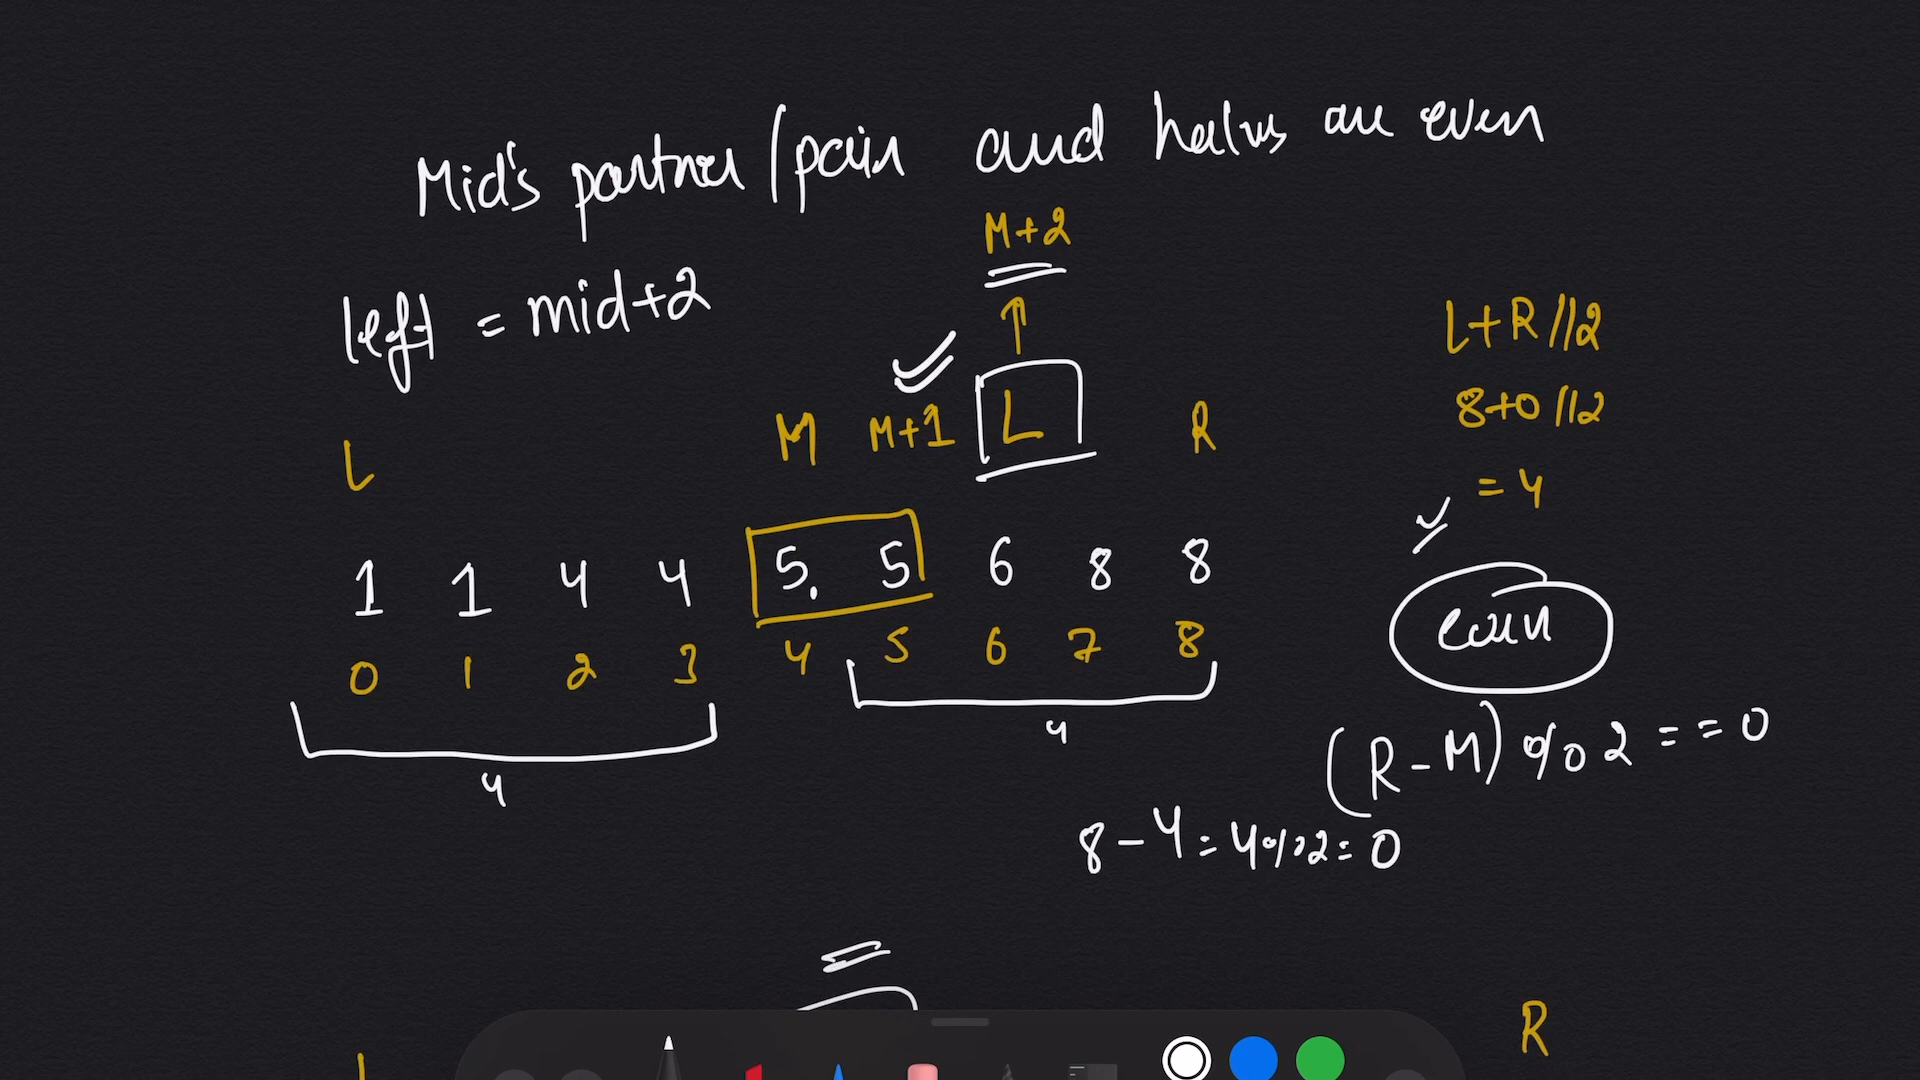 Mid's partner/pair and halves are even
M+2
left = mid+2
L+R//2
8+0//2
= 4
L M M+1 L R
1 1 4 4 5. 5 6 8 8
0 1 2 3 4 5 6 7 8
even
4 4
(R-M)%2==0
8-4=4%2=0
R
L